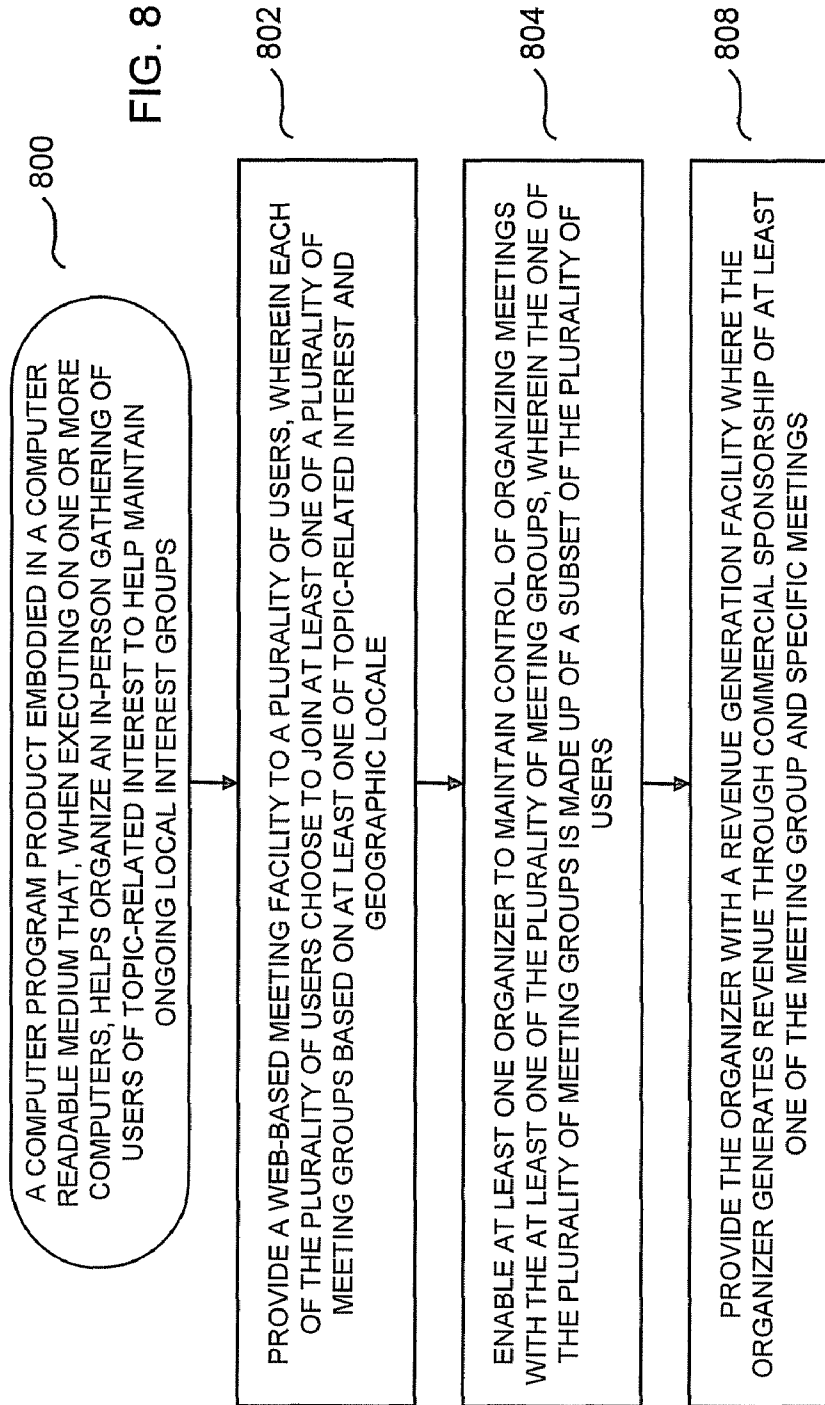 FIG. 8
800
A COMPUTER PROGRAM PRODUCT EMBODIED IN A COMPUTER
READABLE MEDIUM THAT, WHEN EXECUTING ON ONE OR MORE
COMPUTERS, HELPS ORGANIZE AN IN-PERSON GATHERING OF
USERS OF TOPIC-RELATED INTEREST TO HELP MAINTAIN
ONGOING LOCAL INTEREST GROUPS
802
PROVIDE A WEB-BASED MEETING FACILITY TO A PLURALITY OF USERS, WHEREIN EACH
OF THE PLURALITY OF USERS CHOOSE TO JOIN AT LEAST ONE OF A PLURALITY OF
MEETING GROUPS BASED ON AT LEAST ONE OF TOPIC-RELATED INTEREST AND
GEOGRAPHIC LOCALE
804
ENABLE AT LEAST ONE ORGANIZER TO MAINTAIN CONTROL OF ORGANIZING MEETINGS
WITH THE AT LEAST ONE OF THE PLURALITY OF MEETING GROUPS, WHEREIN THE ONE OF
THE PLURALITY OF MEETING GROUPS IS MADE UP OF A SUBSET OF THE PLURALITY OF
USERS
808
PROVIDE THE ORGANIZER WITH A REVENUE GENERATION FACILITY WHERE THE
ORGANIZER GENERATES REVENUE THROUGH COMMERCIAL SPONSORSHIP OF AT LEAST
ONE OF THE MEETING GROUP AND SPECIFIC MEETINGS